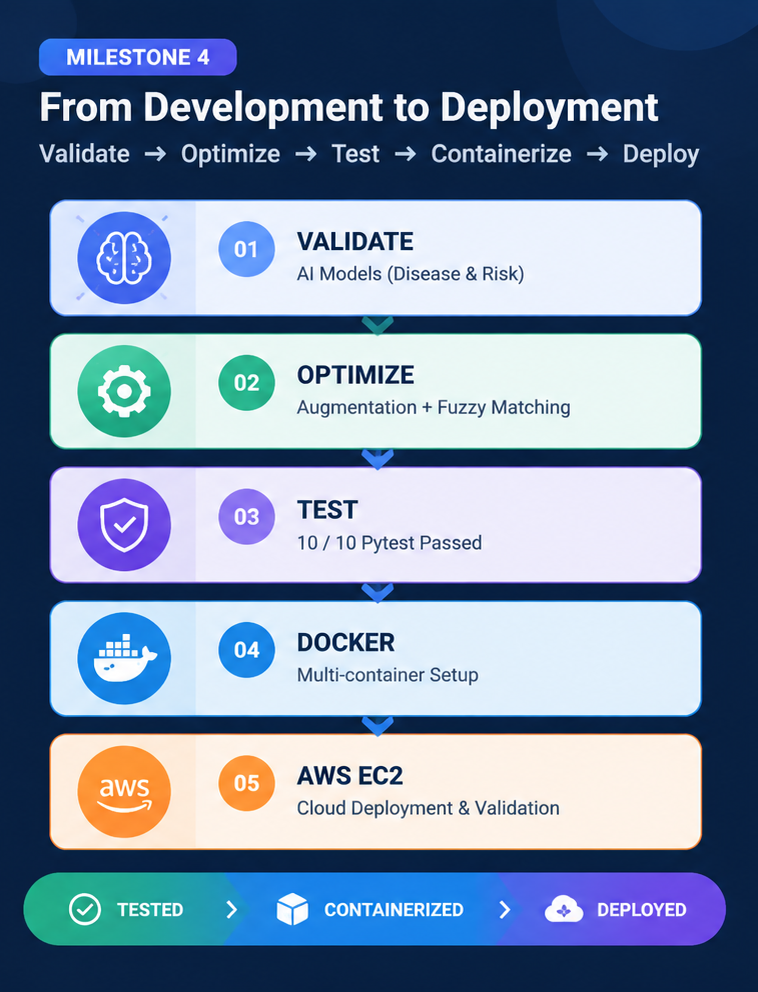 MILESTONE 4
From Development to Deployment
Validate → Optimize → Test → Containerize → Deploy
01
VALIDATE
AI Models (Disease & Risk)
02
OPTIMIZE
Augmentation + Fuzzy Matching
03
TEST
10 / 10 Pytest Passed
04
DOCKER
Multi-container Setup
aws
05
AWS EC2
Cloud Deployment & Validation
TESTED > CONTAINERIZED > DEPLOYED